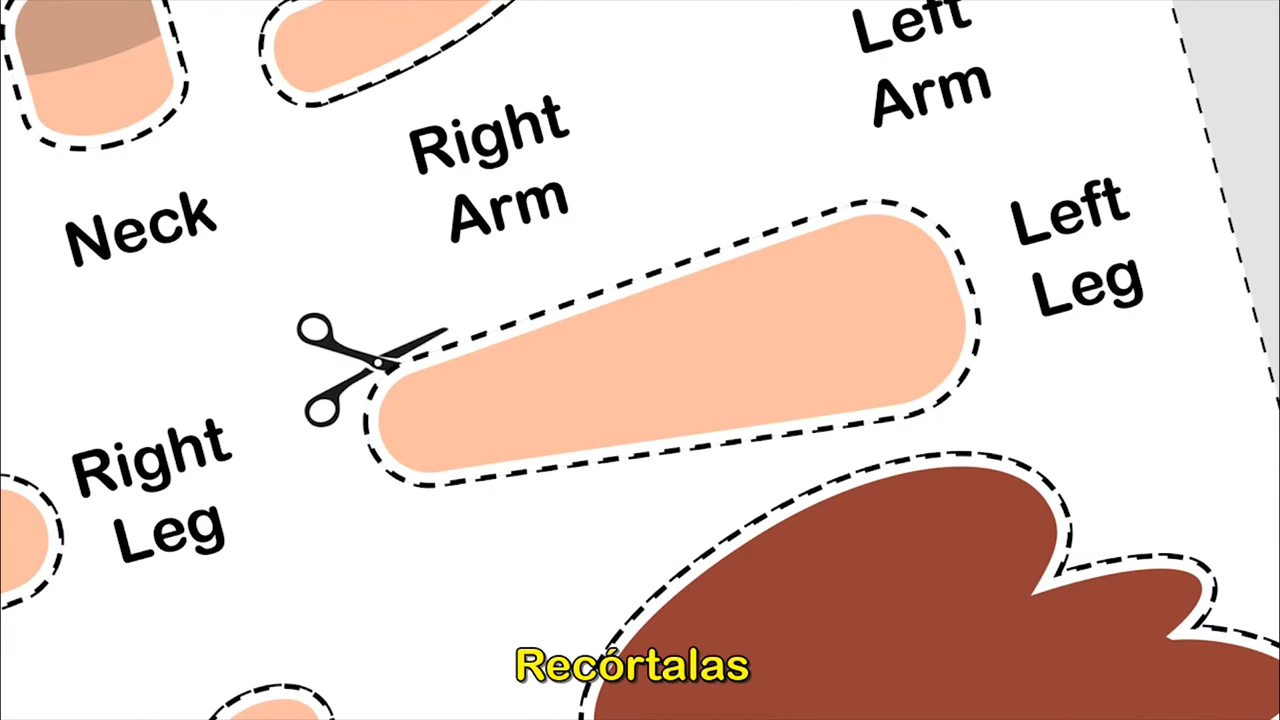 Left
Arm
Right
Arm
Neck
Left
Leg
Right
Leg
Recórtalas